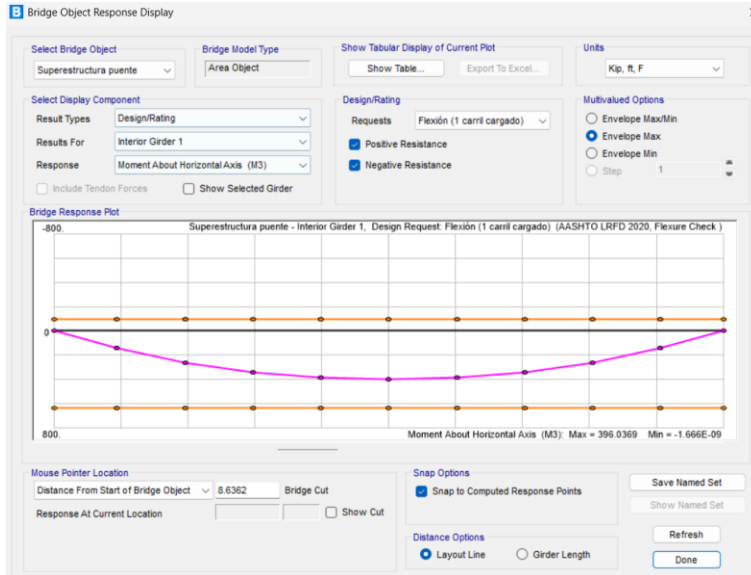 B Bridge Object Response Display
Select Bridge Object
Superestructura puente
Bridge Model Type
Area Object
Show Tabular Display of Current Plot
Show Table...
Export To Excel...
Units
Kip, ft, F
Select Display Component
Result Types
Design/Rating
Results For
Interior Girder 1
Response
Moment About Horizontal Axis (M3)
Include Tendon Forces
Show Selected Girder
Design/Rating
Requests
Flexión (1 carril cargado)
Positive Resistance
Negative Resistance
Multivalued Options
Envelope Max/Min
Envelope Max
Envelope Min
Step
1
Bridge Response Plot
-800.
Superestructura puente - Interior Girder 1, Design Request: Flexión (1 carril cargado) (AASHTO LRFD 2020, Flexure Check )
0
800.
Moment About Horizontal Axis (M3): Max = 396.0369 Min = -1.666E-09
Mouse Pointer Location
Distance From Start of Bridge Object
8.6362
Bridge Cut
Response At Current Location
Show Cut
Snap Options
Snap to Computed Response Points
Distance Options
Layout Line
Girder Length
Save Named Set
Show Named Set
Refresh
Done